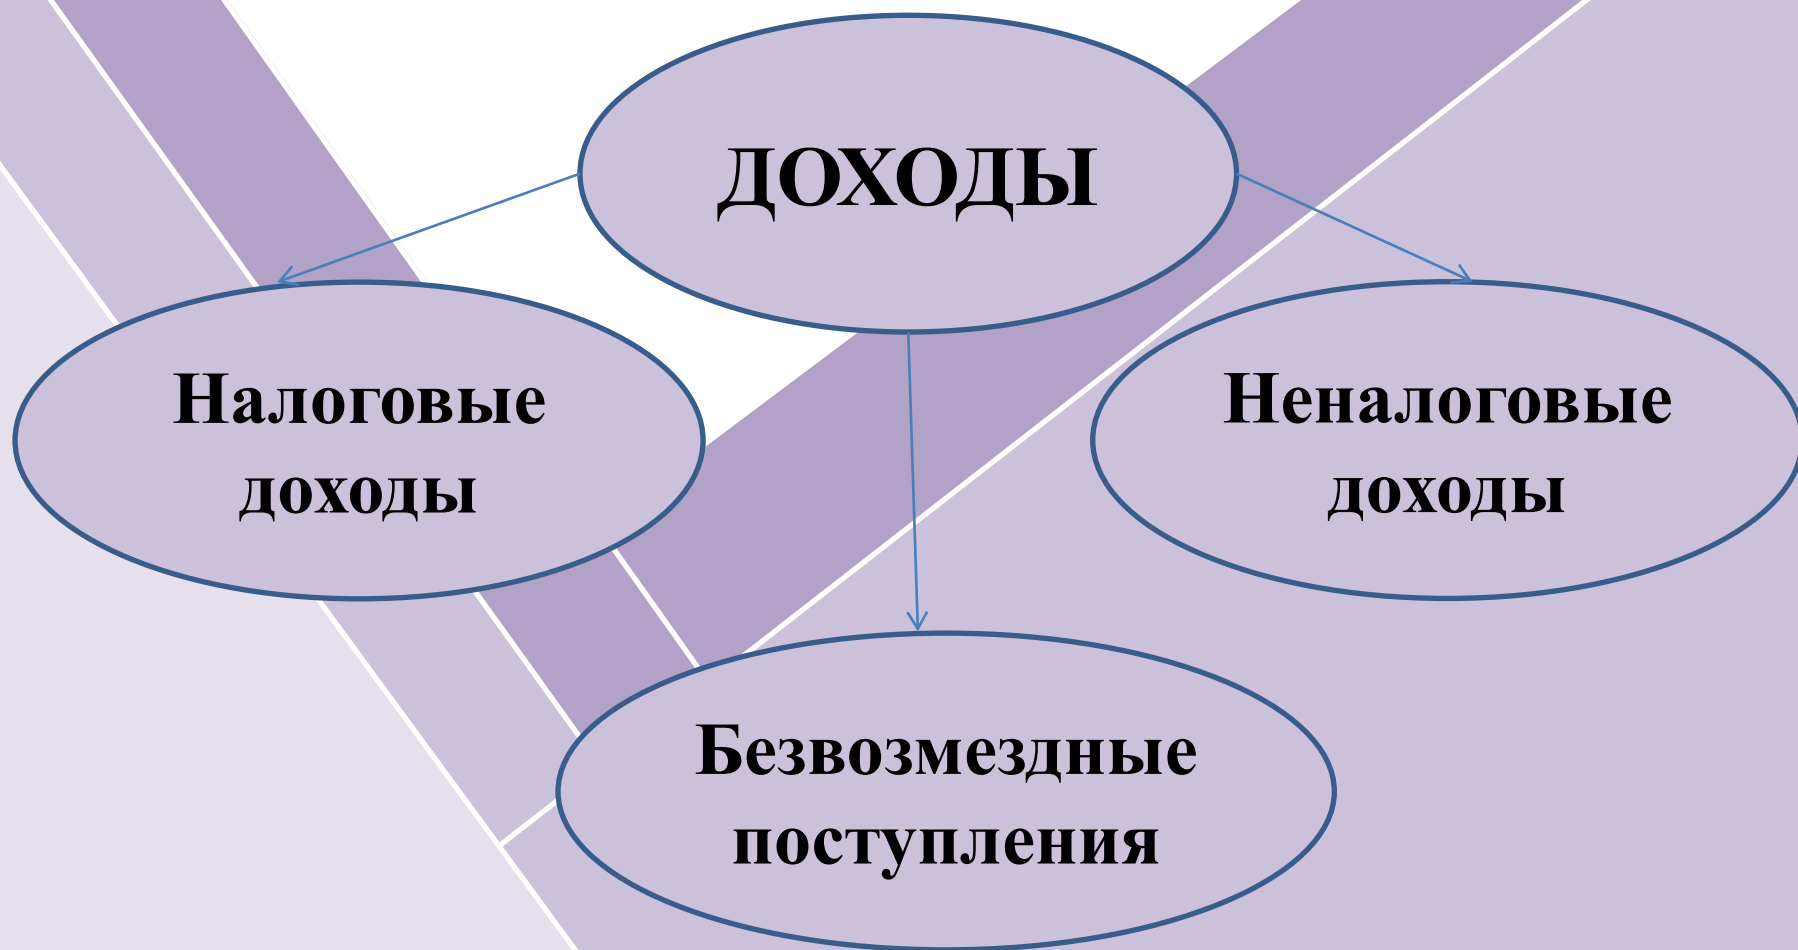 ДОХОДЫ
Налоговые
доходы
Неналоговые
доходы
Безвозмездные
поступления